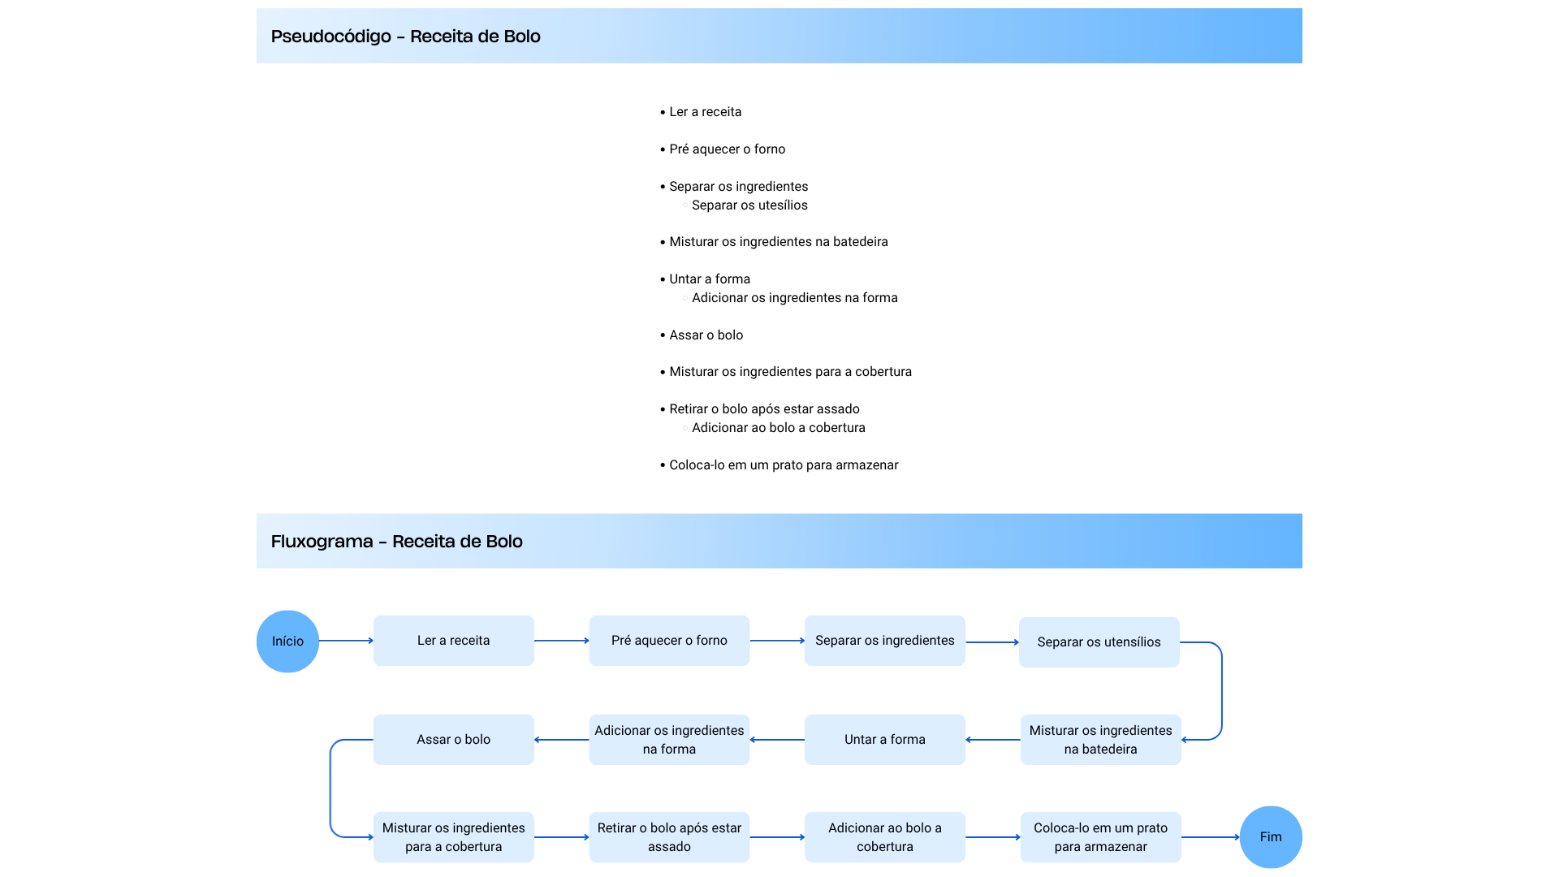 Pseudocódigo - Receita de Bolo
• Ler a receita
• Pré aquecer o forno
• Separar os ingredientes
◦ Separar os utesílios
• Misturar os ingredientes na batedeira
• Untar a forma
◦ Adicionar os ingredientes na forma
• Assar o bolo
• Misturar os ingredientes para a cobertura
• Retirar o bolo após estar assado
◦ Adicionar ao bolo a cobertura
• Coloca-lo em um prato para armazenar
Fluxograma - Receita de Bolo
Início
Ler a receita
Pré aquecer o forno
Separar os ingredientes
Separar os utensílios
Misturar os ingredientes
na batedeira
Untar a forma
Adicionar os ingredientes
na forma
Assar o bolo
Misturar os ingredientes
para a cobertura
Retirar o bolo após estar
assado
Adicionar ao bolo a
cobertura
Coloca-lo em um prato
para armazenar
Fim